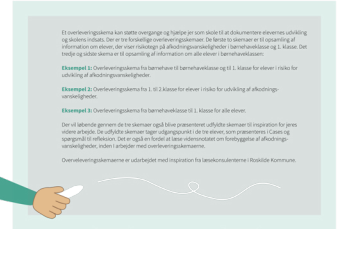 Et overleveringsskema kan støtte overgange og hjælpe jer som skole til at dokumentere elevernes udvikling
og skolens indsats. Der er tre forskellige overleveringsskemaer. De første to skemaer er til opsamling af
information om elever, der viser risikotegn på afkodningsvanskeligheder i børnehaveklasse og 1. klasse. Det
tredje og sidste skema er til opsamling af information om alle elever i børnehaveklassen:
Eksempel 1: Overleveringsskema fra børnehave til børnehaveklasse og til 1. klasse for elever i risiko for
udvikling af afkodningsvanskeligheder.
Eksempel 2: Overleveringsskema fra 1. til 2.klasse for elever i risiko for udvikling af afkodnings-
vanskeligheder.
Eksempel 3: Overleveringsskema fra børnehaveklasse til 1. klasse for alle elever.
Der vil løbende gennem de tre skemaer også blive præsenteret udfyldte skemaer til inspiration for jeres
videre arbejde. De udfyldte skemaer tager udgangspunkt i de tre elever, som præsenteres i Cases og
spørgsmål til refleksion. Det er også en fordel at læse vidensnotatet om forebyggelse af afkodnings-
vanskeligheder, inden I arbejder med overleveringsskemaerne.
Overleveringsskemaerne er udarbejdet med inspiration fra læsekonsulenterne i Roskilde Kommune.